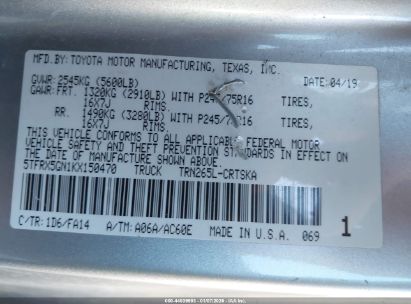 MFD.BY: TOYOTA MOTOR MANUFACTURING, TEXAS, INC.
GVWR: 2545KG (5600LB) 04/19
GAWR: FRT. 1320KG (2910LB) WITH P245/75R16 TIRES,
16X7J RIMS.
RR. 1490KG (3280LB) WITH P245/75R16 TIRES,
16X7J RIMS.
THIS VEHICLE CONFORMS TO ALL APPLICABLE FEDERAL MOTOR
VEHICLE SAFETY AND THEFT PREVENTION STANDARDS IN EFFECT
ON THE DATE OF MANUFACTURE SHOWN ABOVE.
5TFRX5GN1KX150470 TRUCK TRN265L-CRTSKA
C/TR: 1D6/FA14 A/TM: A06A/AC60E MADE IN U.S.A. 069 1